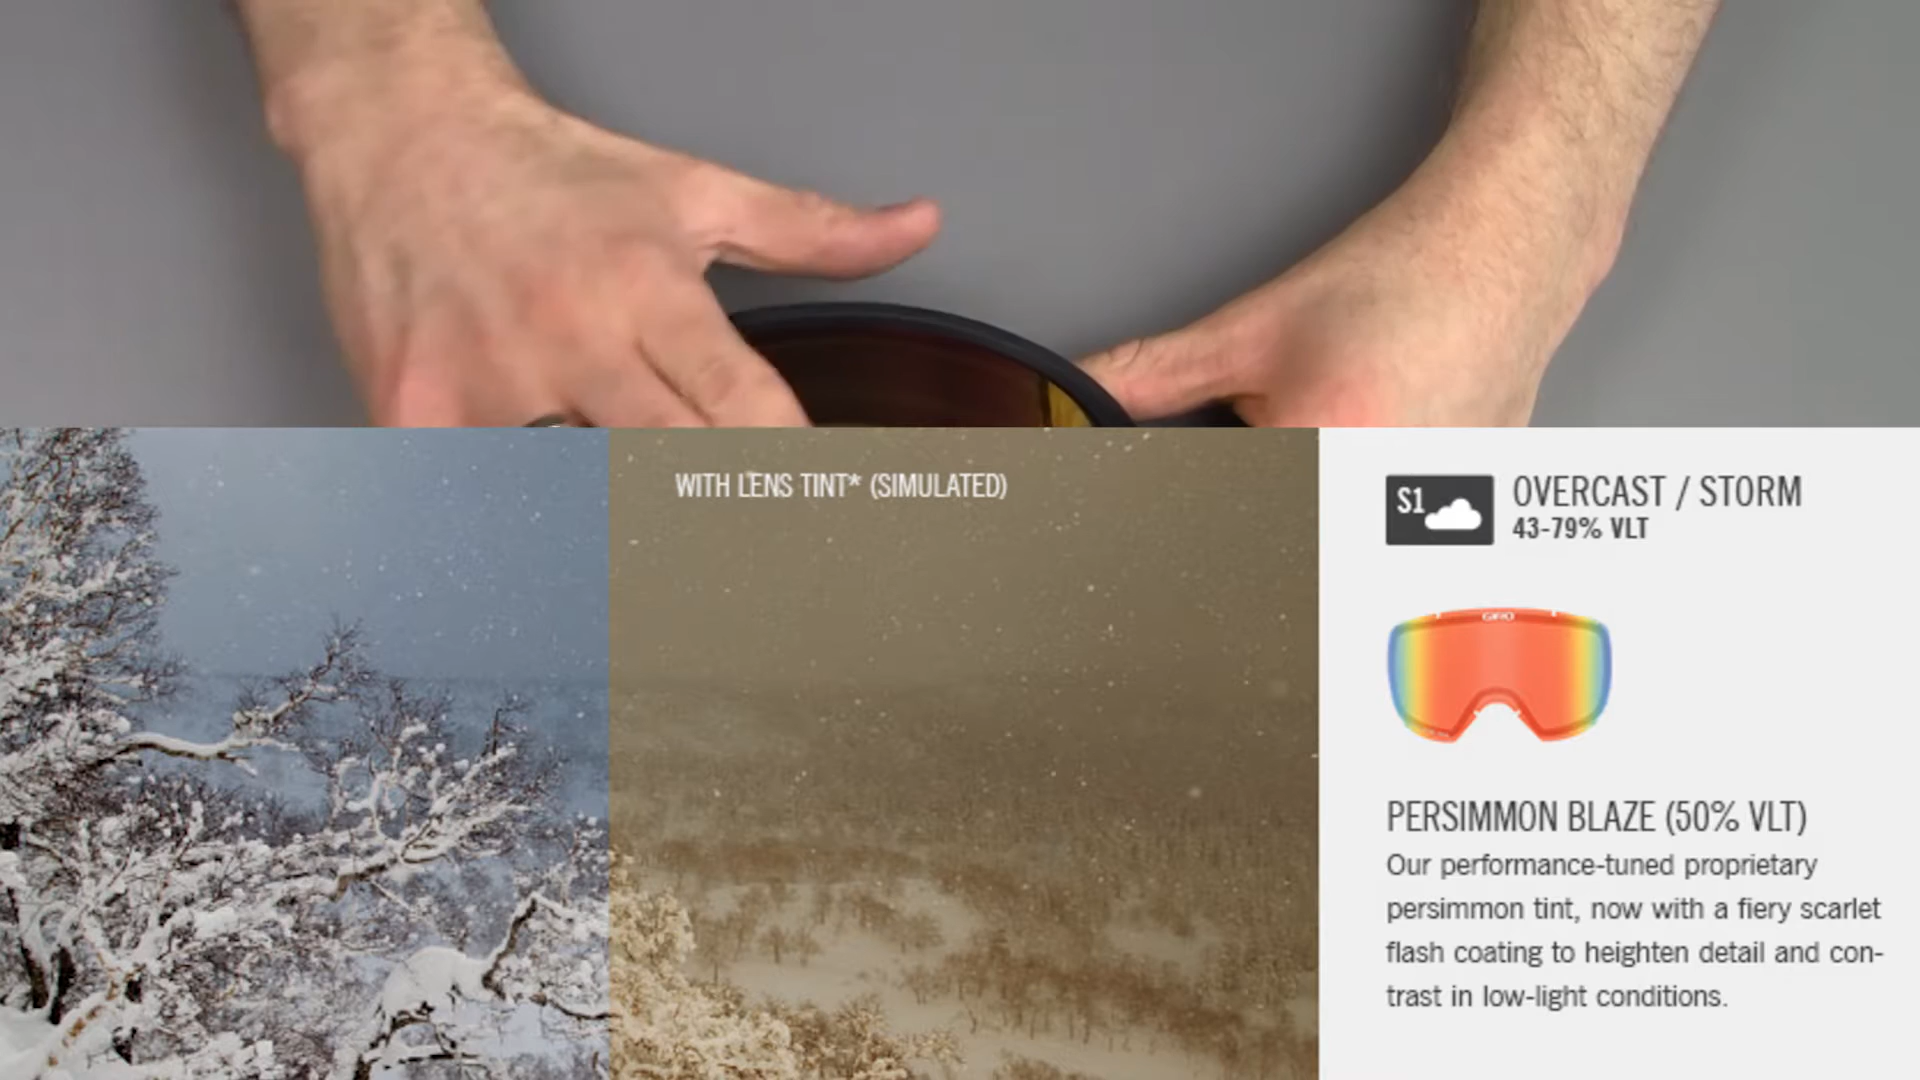 WITH LENS TINT* (SIMULATED)
S1
OVERCAST / STORM
43-79% VLT
GIRO
PERSIMMON BLAZE (50% VLT)
Our performance-tuned proprietary
persimmon tint, now with a fiery scarlet
flash coating to heighten detail and con-
trast in low-light conditions.